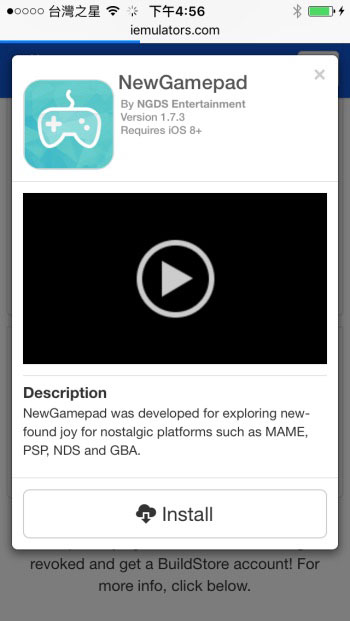 台灣之星 下午4:56
iemulators.com
NewGamepad
×
By NGDS Entertainment
Version 1.7.3
Requires iOS 8+
Description
NewGamepad was developed for exploring new-
found joy for nostalgic platforms such as MAME,
PSP, NDS and GBA.
Install
revoked and get a BuildStore account! For
more info, click below.